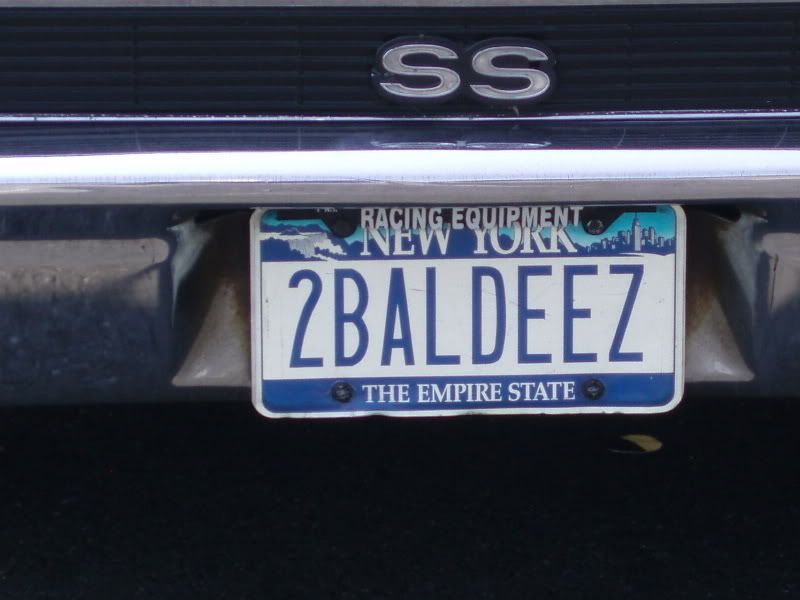 SS
RACING EQUIPMENT
NEW YORK
2BALDEEZ
THE EMPIRE STATE